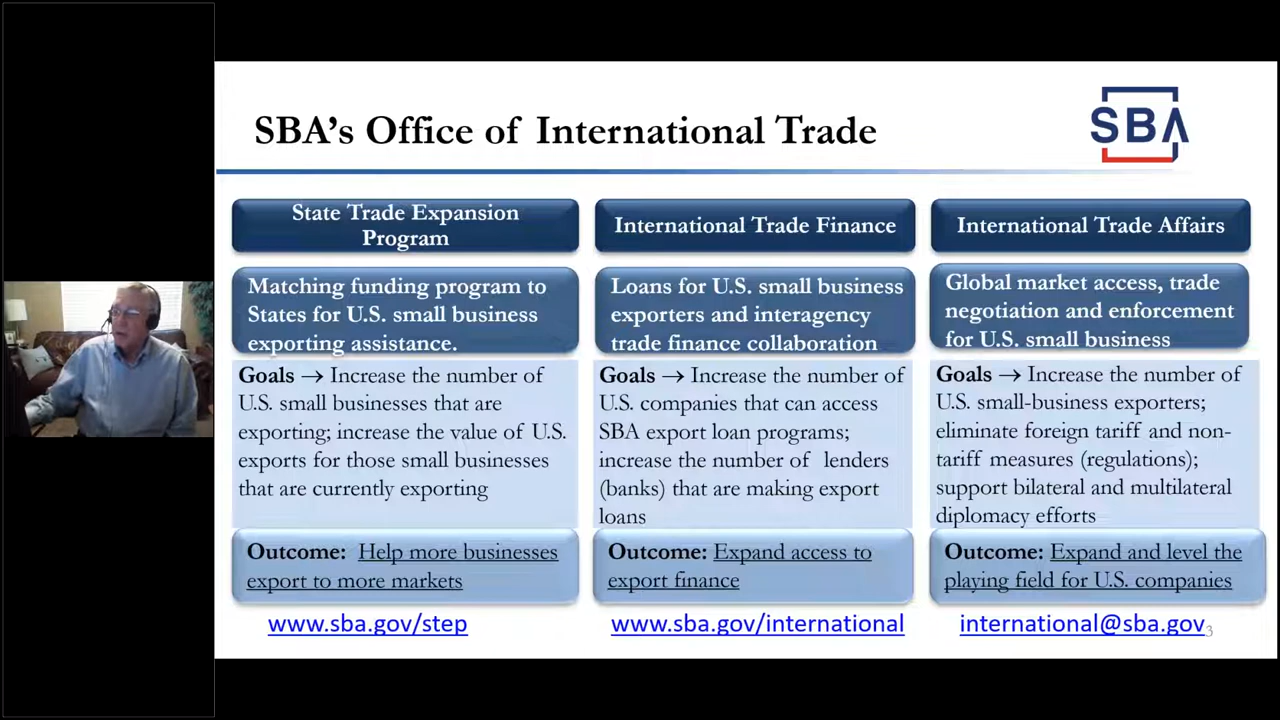 SBA's Office of International Trade
SBA
State Trade Expansion
Program
Matching funding program to
States for U.S. small business
exporting assistance.
Goals → Increase the number of
U.S. small businesses that are
exporting; increase the value of U.S.
exports for those small businesses
that are currently exporting
Outcome: Help more businesses
export to more markets
www.sba.gov/step
International Trade Finance
Loans for U.S. small business
exporters and interagency
trade finance collaboration
Goals → Increase the number of
U.S. companies that can access
SBA export loan programs;
increase the number of lenders
(banks) that are making export
loans
Outcome: Expand access to
export finance
www.sba.gov/international
International Trade Affairs
Global market access, trade
negotiation and enforcement
for U.S. small business
Goals → Increase the number of
U.S. small-business exporters;
eliminate foreign tariff and non-
tariff measures (regulations);
support bilateral and multilateral
diplomacy efforts
Outcome: Expand and level the
playing field for U.S. companies
international@sba.gov
3